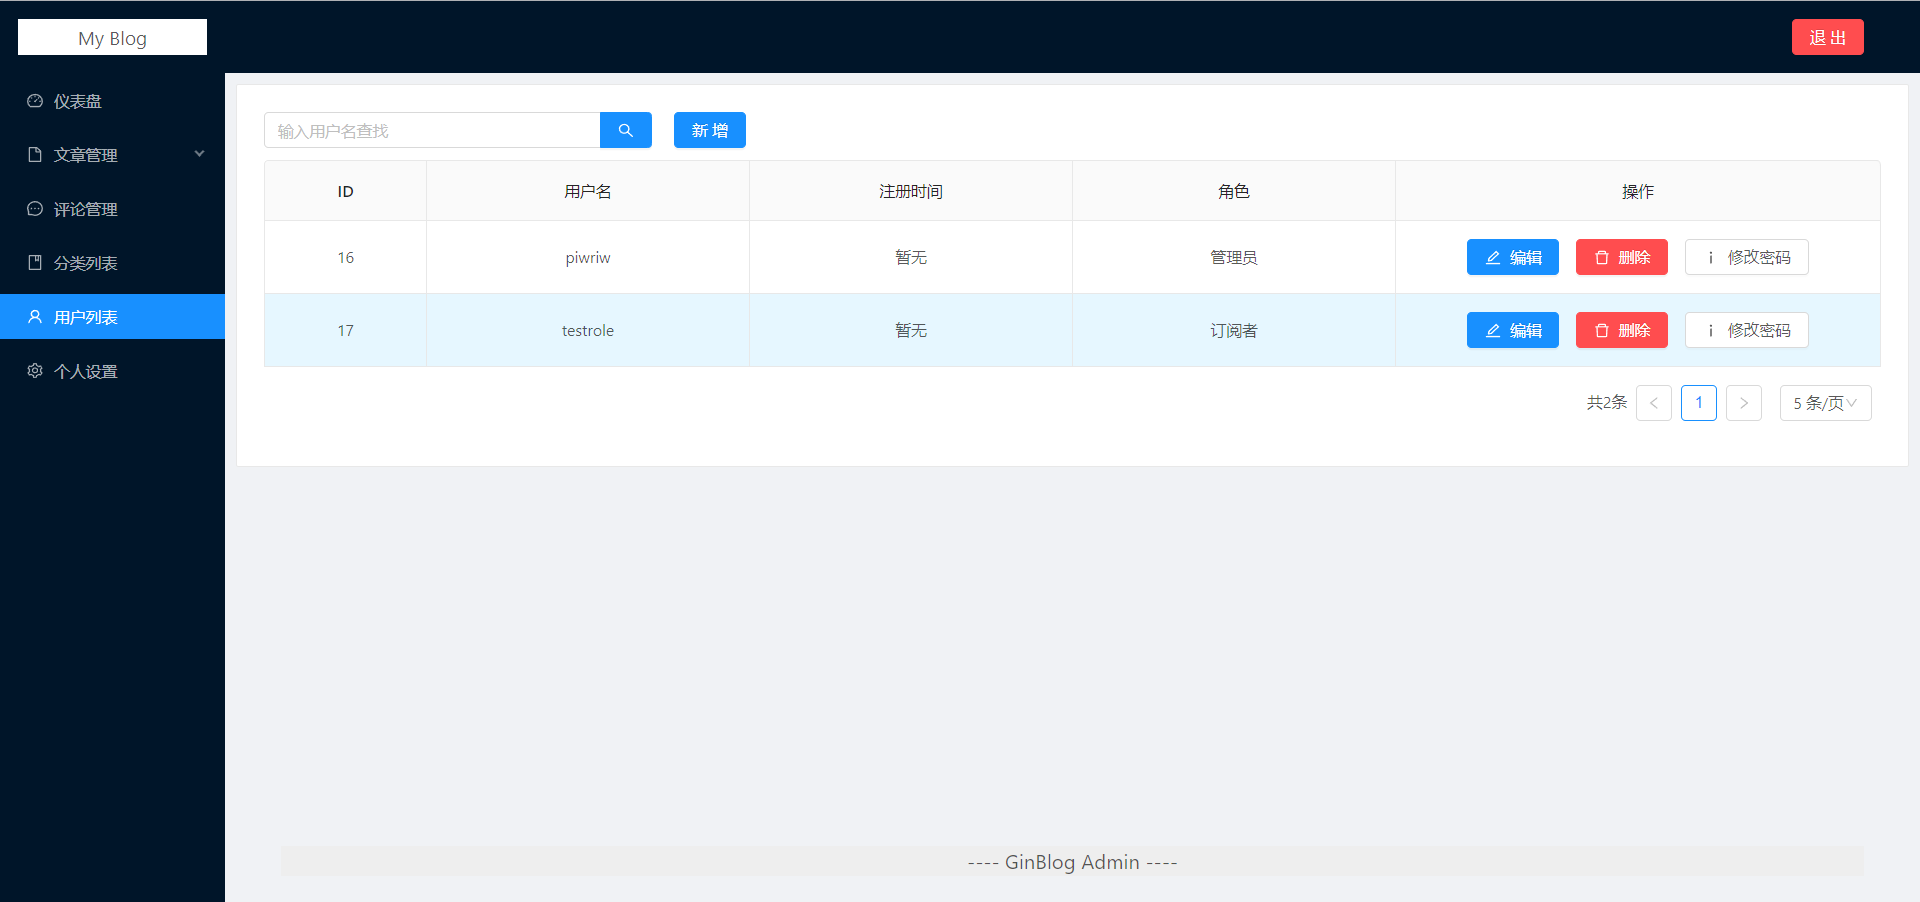 My Blog
退 出
仪表盘
文章管理
评论管理
分类列表
用户列表
个人设置
输入用户名查找
新 增
ID 用户名 注册时间 角色 操作
16 piwriw 暂无 管理员 编辑 删除 修改密码
17 testrole 暂无 订阅者 编辑 删除 修改密码
共2条 < 1 > 5 条/页
---- GinBlog Admin ----